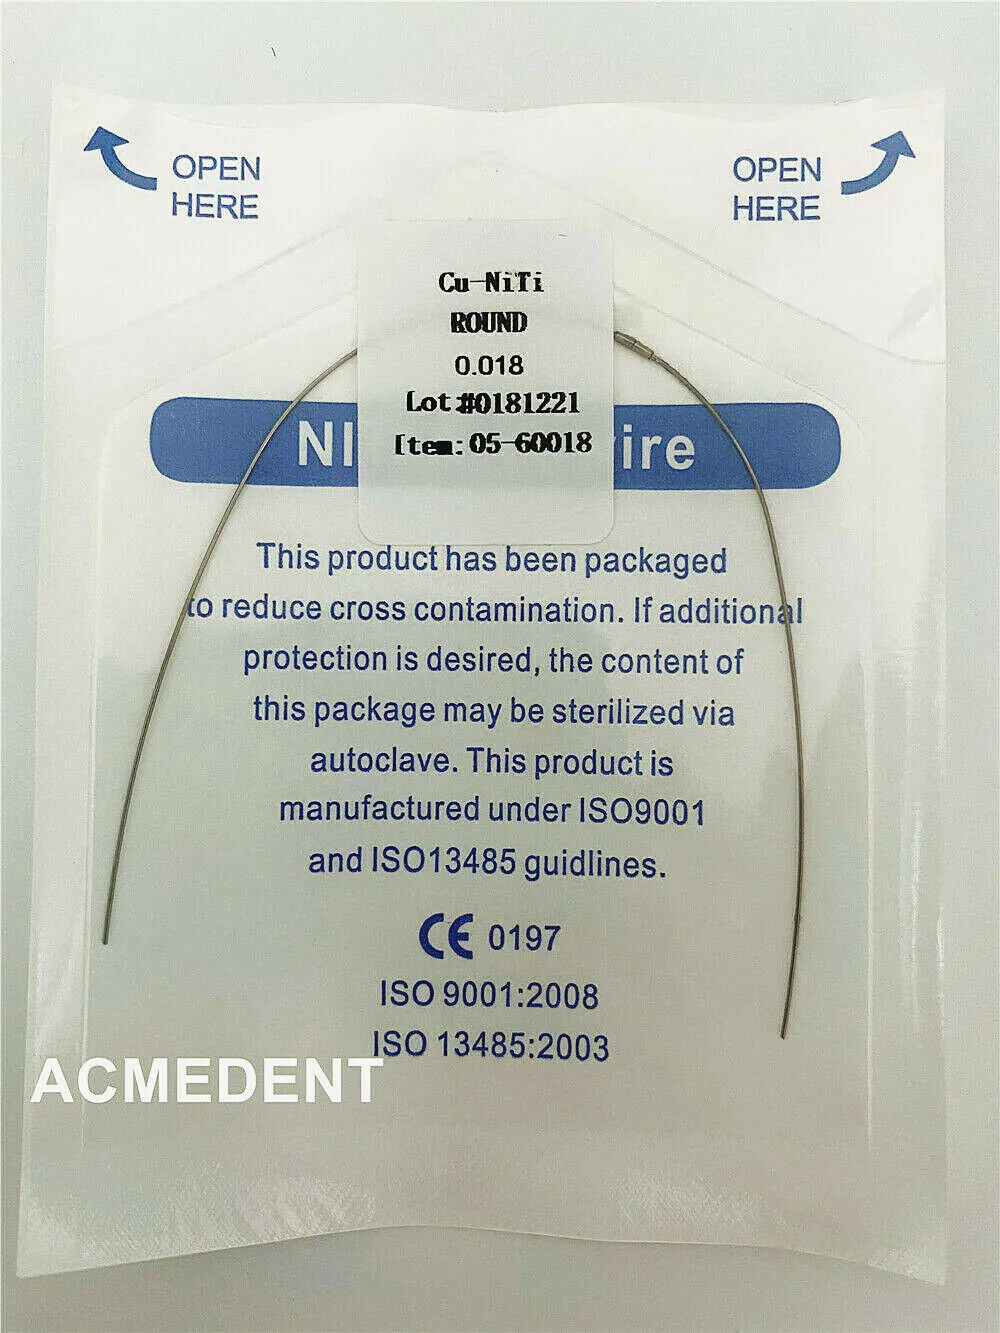 OPEN
HERE
OPEN
HERE
Cu-NiTi
ROUND
0.018
Lot:#0181221
Item: 05-60018
NI ire
This product has been packaged
to reduce cross contamination. If additional
protection is desired, the content of
this package may be sterilized via
autoclave. This product is
manufactured under ISO9001
and ISO13485 guidlines.
CE 0197
ISO 9001:2008
ISO 13485:2003
ACMEDENT